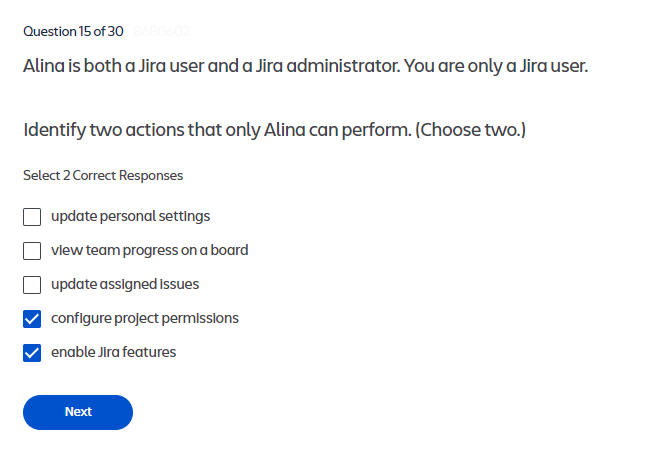 Question 15 of 30 8680602
Alina is both a Jira user and a Jira administrator. You are only a Jira user.
Identify two actions that only Alina can perform. (Choose two.)
Select 2 Correct Responses
update personal settings
view team progress on a board
update assigned issues
configure project permissions
enable Jira features
Next